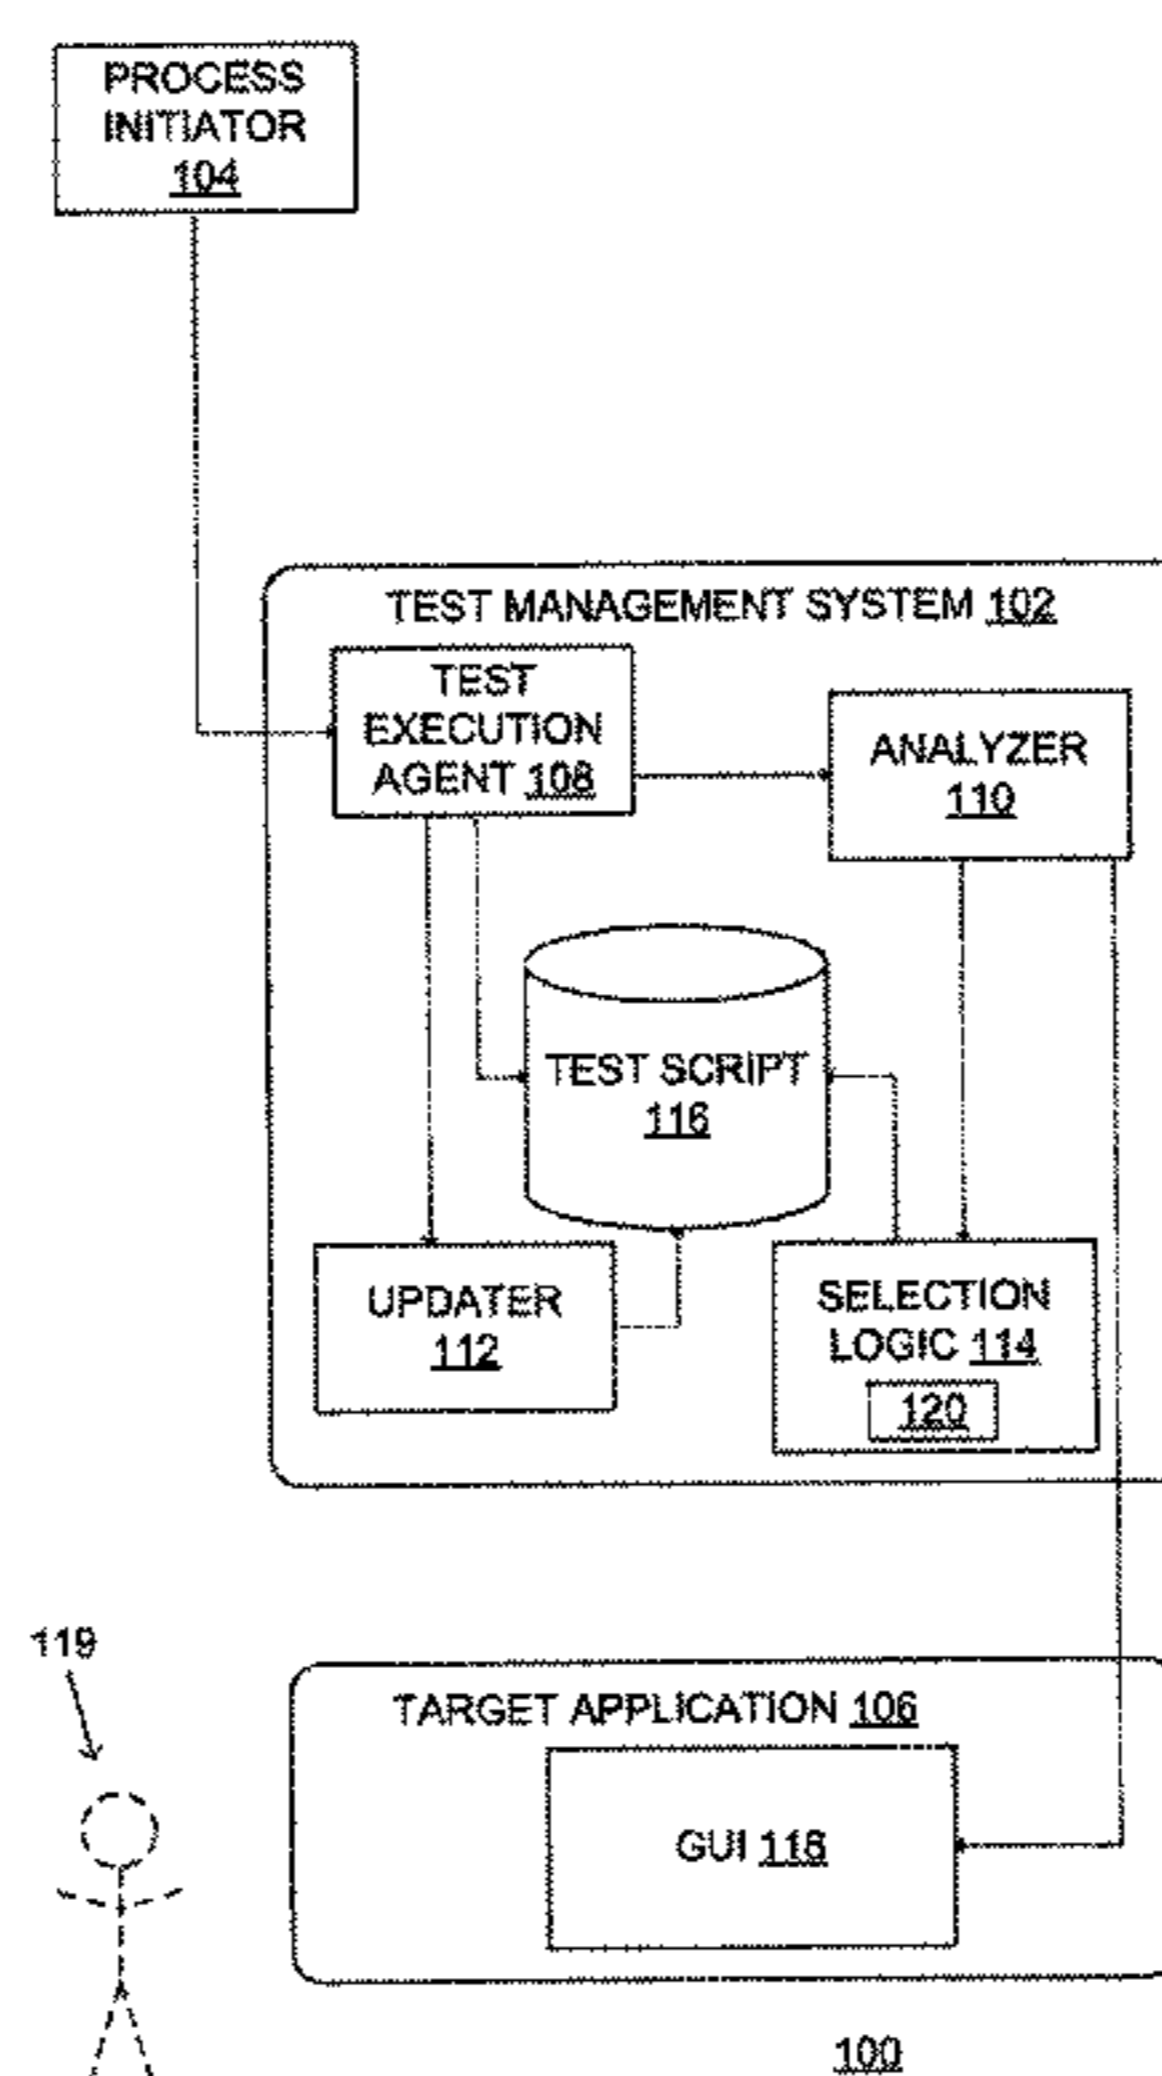 PROCESS
INITIATOR
104
TEST MANAGEMENT SYSTEM 102
TEST
EXECUTION
AGENT 108
ANALYZER
110
TEST SCRIPT
116
UPDATER
112
SELECTION
LOGIC 114
120
119
TARGET APPLICATION 106
GUI 118
100